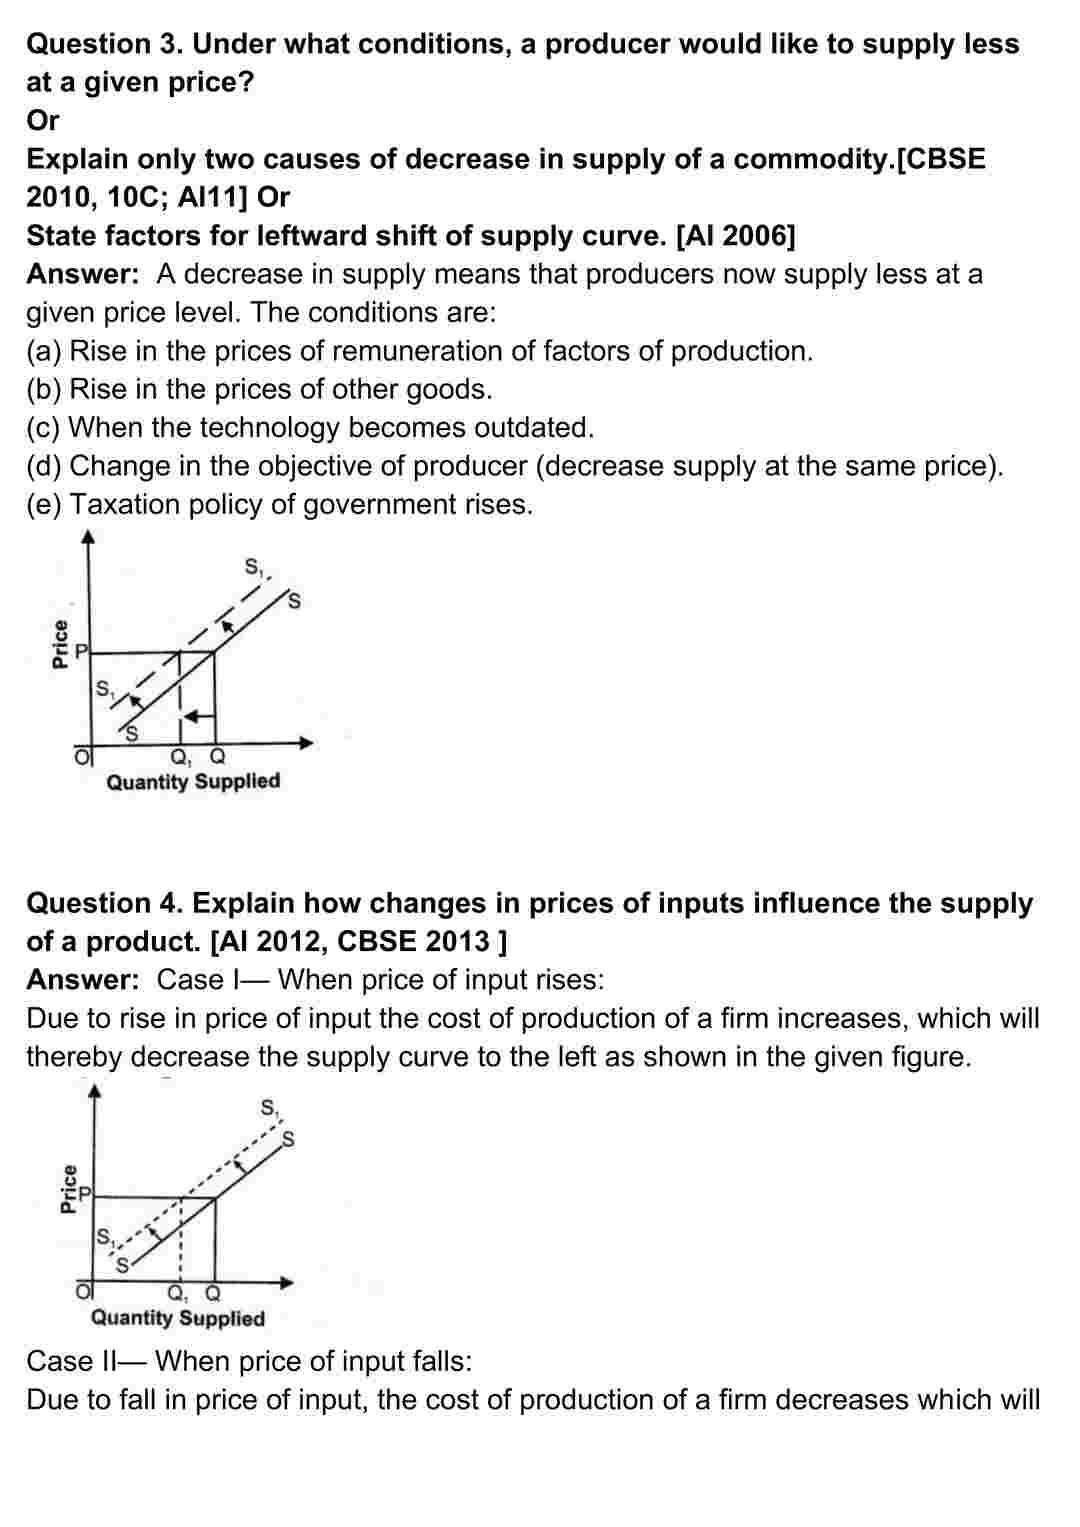 Question 3. Under what conditions, a producer would like to supply less
at a given price?
Or
Explain only two causes of decrease in supply of a commodity.[CBSE
2010, 10C; AI11] Or
State factors for leftward shift of supply curve. [AI 2006]
Answer:  A decrease in supply means that producers now supply less at a
given price level. The conditions are:
(a) Rise in the prices of remuneration of factors of production.
(b) Rise in the prices of other goods.
(c) When the technology becomes outdated.
(d) Change in the objective of producer (decrease supply at the same price).
(e) Taxation policy of government rises.
S₁
S
Price
P
S₁
S
O
Q₁ Q
Quantity Supplied
Question 4. Explain how changes in prices of inputs influence the supply
of a product. [AI 2012, CBSE 2013 ]
Answer:  Case I— When price of input rises:
Due to rise in price of input the cost of production of a firm increases, which will
thereby decrease the supply curve to the left as shown in the given figure.
S₁
S
Price
P
S₁
S
O
Q₁ Q
Quantity Supplied
Case II— When price of input falls:
Due to fall in price of input, the cost of production of a firm decreases which will